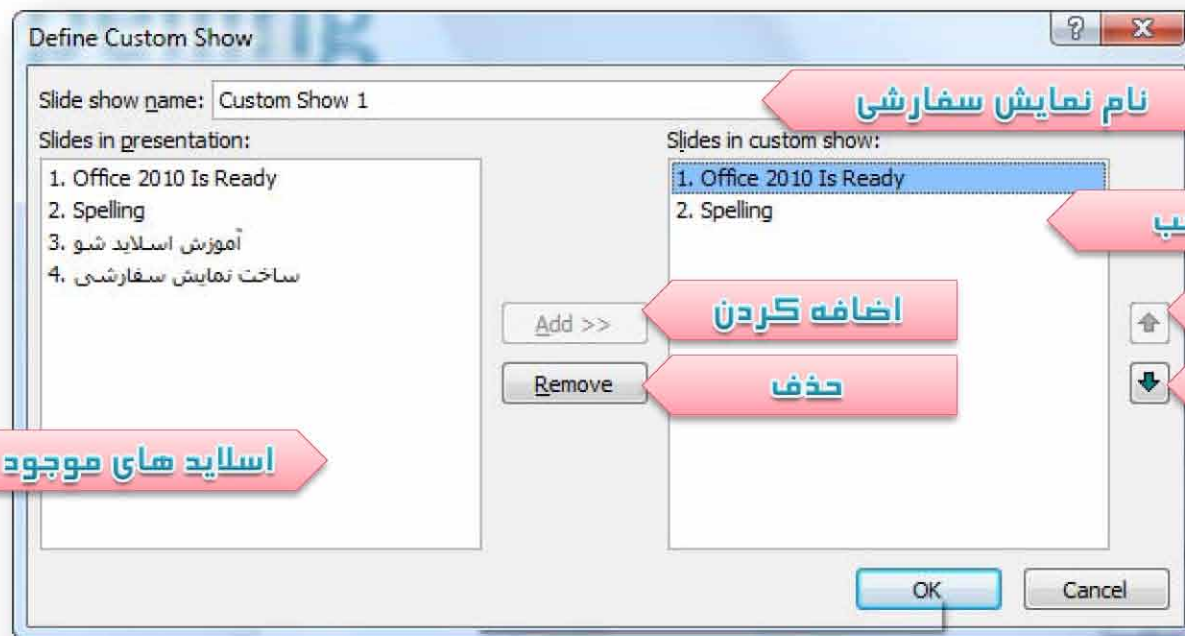 Define Custom Show
Slide show name: Custom Show 1
نام نمایش سفارشی
Slides in presentation:
Slides in custom show:
1. Office 2010 Is Ready
2. Spelling
3. آموزش اسلاید شو
4. ساخت نمایش سفارشی
1. Office 2010 Is Ready
2. Spelling
Add >>
اضافه کردن
Remove
حذف
اسلاید های موجود
OK
Cancel